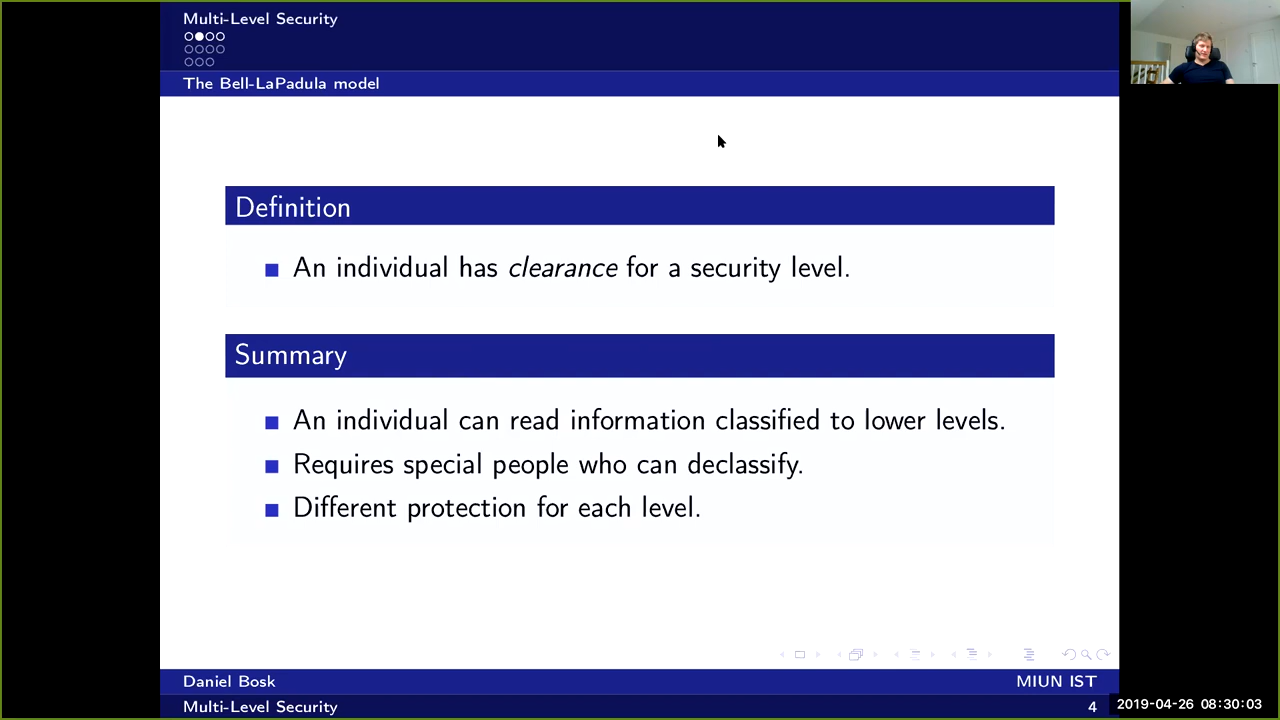 Multi-Level Security
The Bell-LaPadula model
Definition
An individual has clearance for a security level.
Summary
An individual can read information classified to lower levels.
Requires special people who can declassify.
Different protection for each level.
Daniel Bosk MIUN IST
Multi-Level Security 4
2019-04-26 08:30:03